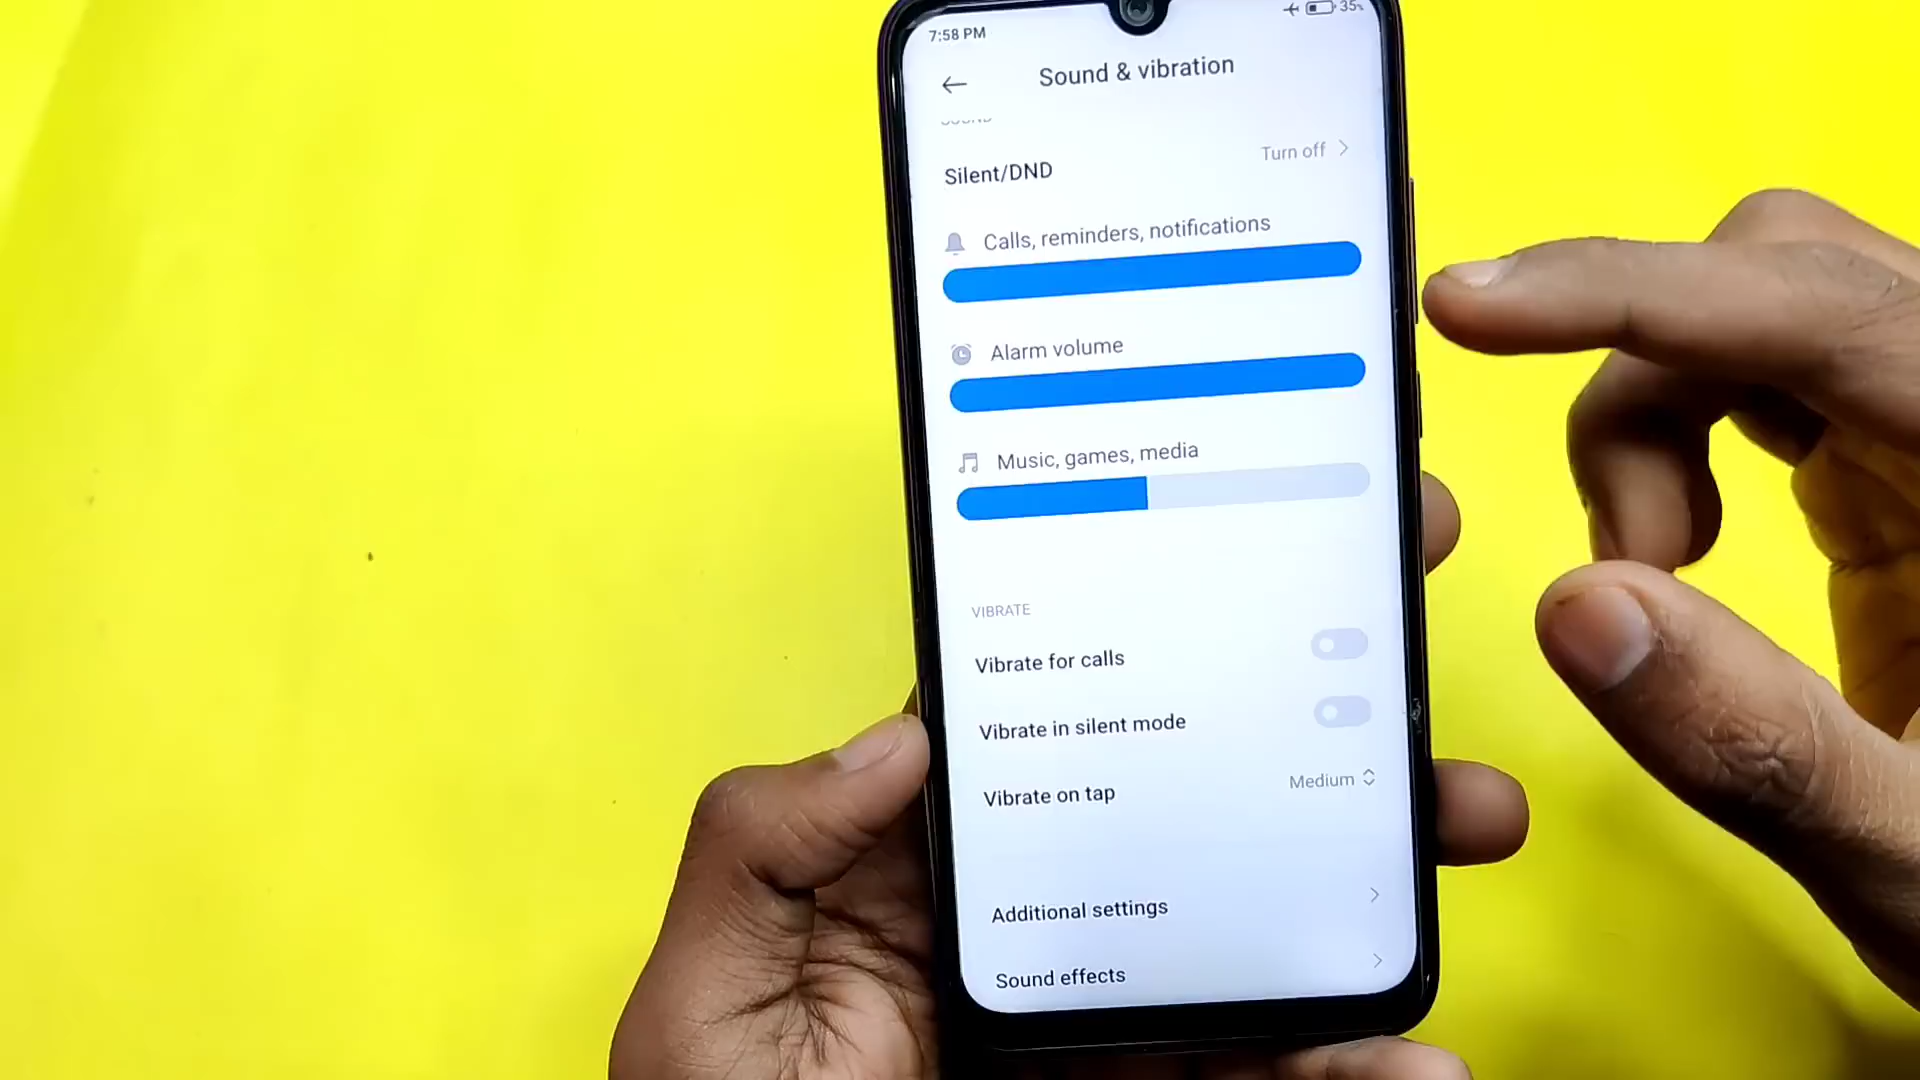 7:58 PM
35%
Sound & vibration
SOUND
Silent/DND
Turn off
Calls, reminders, notifications
Alarm volume
Music, games, media
VIBRATE
Vibrate for calls
Vibrate in silent mode
Vibrate on tap
Medium
Additional settings
Sound effects